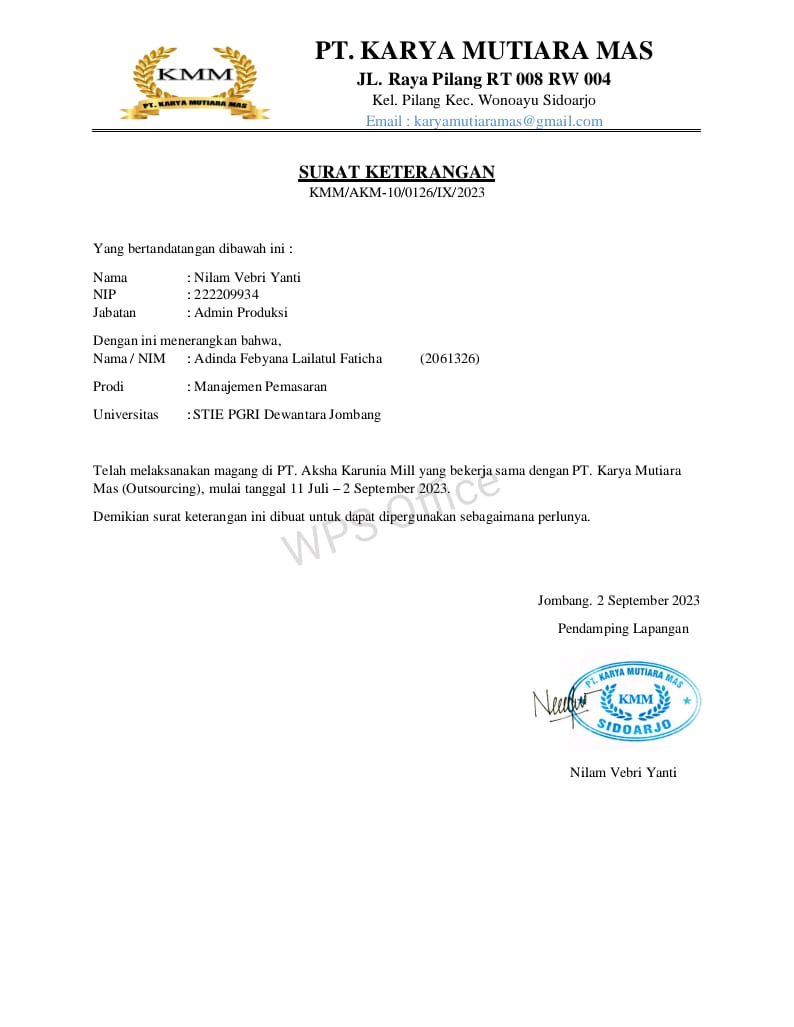 KMM
PT. KARYA MUTIARA MAS
PT. KARYA MUTIARA MAS
JL. Raya Pilang RT 008 RW 004
Kel. Pilang Kec. Wonoayu Sidoarjo
Email : karyamutiaramas@gmail.com
SURAT KETERANGAN
KMM/AKM-10/0126/IX/2023
Yang bertandatangan dibawah ini :
Nama : Nilam Vebri Yanti
NIP : 222209934
Jabatan : Admin Produksi
Dengan ini menerangkan bahwa,
Nama / NIM : Adinda Febyana Lailatul Faticha (2061326)
Prodi : Manajemen Pemasaran
Universitas : STIE PGRI Dewantara Jombang
Telah melaksanakan magang di PT. Aksha Karunia Mill yang bekerja sama dengan PT. Karya Mutiara
Mas (Outsourcing), mulai tanggal 11 Juli – 2 September 2023.
Demikian surat keterangan ini dibuat untuk dapat dipergunakan sebagaimana perlunya.
WPS Office
Jombang. 2 September 2023
Pendamping Lapangan
PT. KARYA MUTIARA MAS
KMM
SIDOARJO
Nilam Vebri Yanti